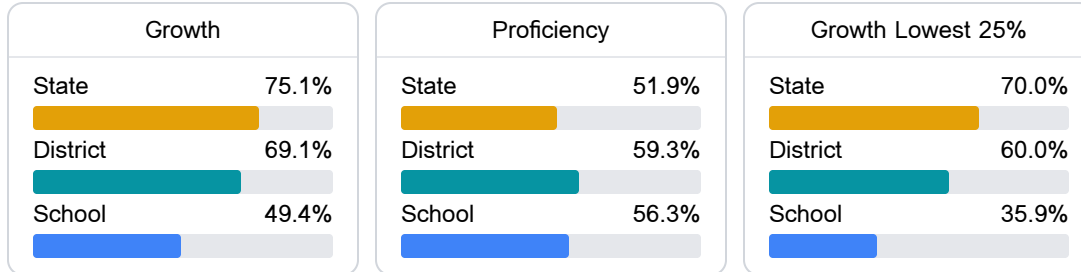 Growth
State 75.1%
District 69.1%
School 49.4%
Proficiency
State 51.9%
District 59.3%
School 56.3%
Growth Lowest 25%
State 70.0%
District 60.0%
School 35.9%